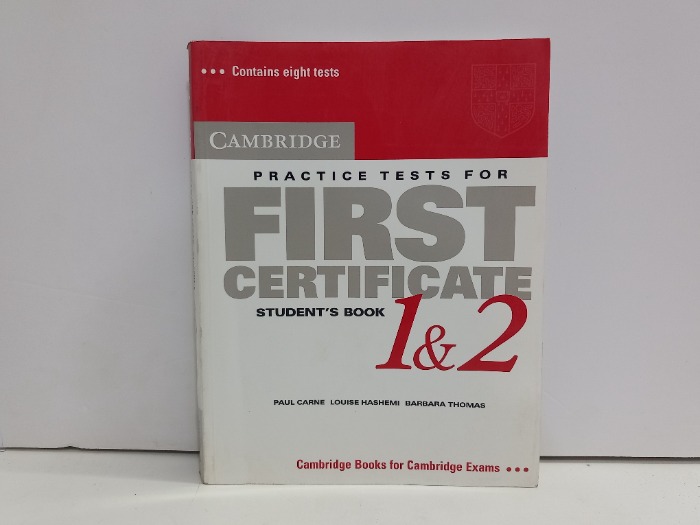 ••• Contains eight tests
CAMBRIDGE
PRACTICE TESTS FOR
FIRST
CERTIFICATE
STUDENT'S BOOK
1&2
PAUL CARNE LOUISE HASHEMI BARBARA THOMAS
Cambridge Books for Cambridge Exams •••